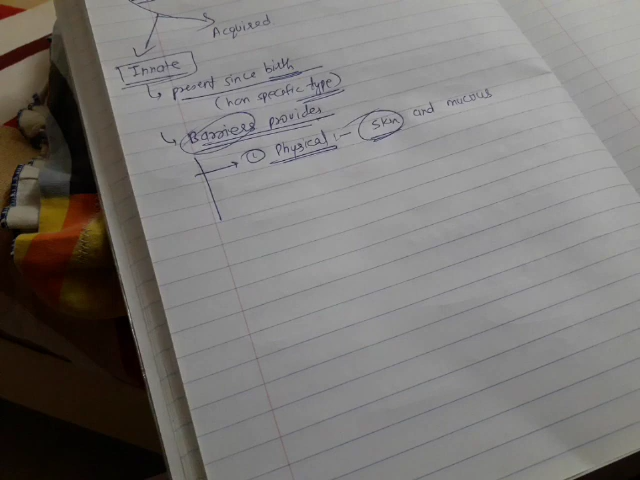 Acquired
Innate
↳ present since birth
(non specific type)
↳ Barriers provides
→ ① Physical :- Skin and mucous